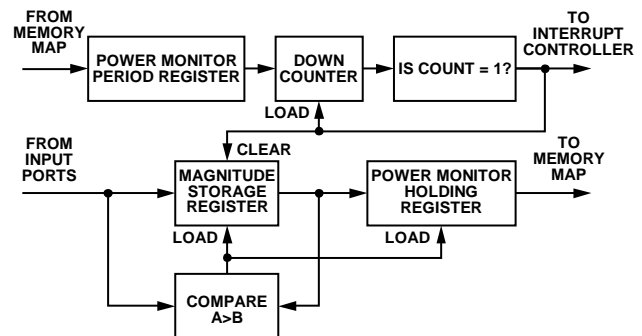 FROM
MEMORY
MAP
POWER MONITOR
PERIOD REGISTER
DOWN
COUNTER
IS COUNT = 1?
TO
INTERRUPT
CONTROLLER
LOAD
FROM
INPUT
PORTS
CLEAR
MAGNITUDE
STORAGE
REGISTER
POWER MONITOR
HOLDING
REGISTER
TO
MEMORY
MAP
LOAD
LOAD
COMPARE
A>B